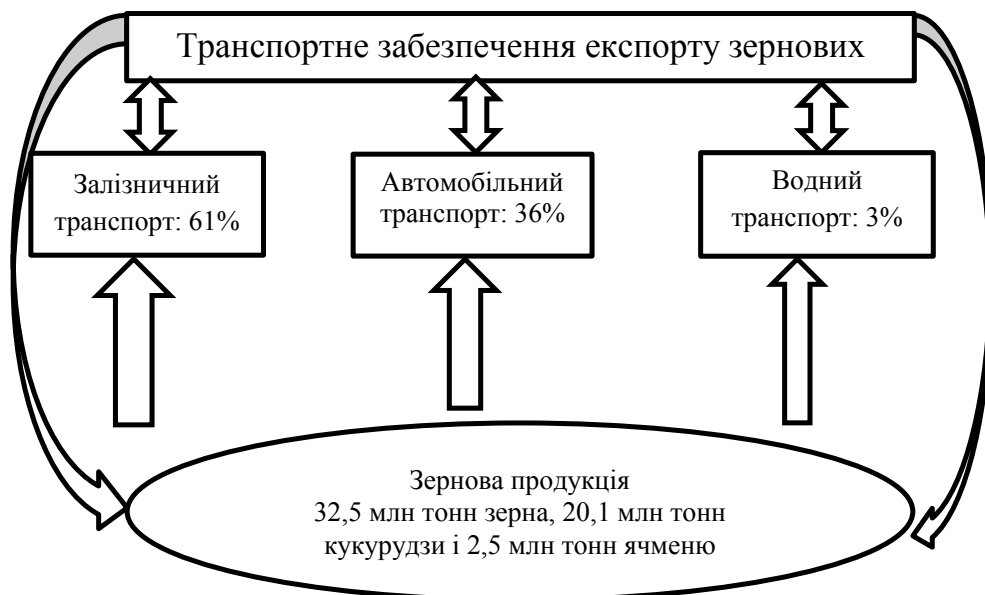 Транспортне забезпечення експорту зернових
Залізничний
транспорт: 61%
Автомобільний
транспорт: 36%
Водний
транспорт: 3%
Зернова продукція
32,5 млн тонн зерна, 20,1 млн тонн
кукурудзи і 2,5 млн тонн ячменю